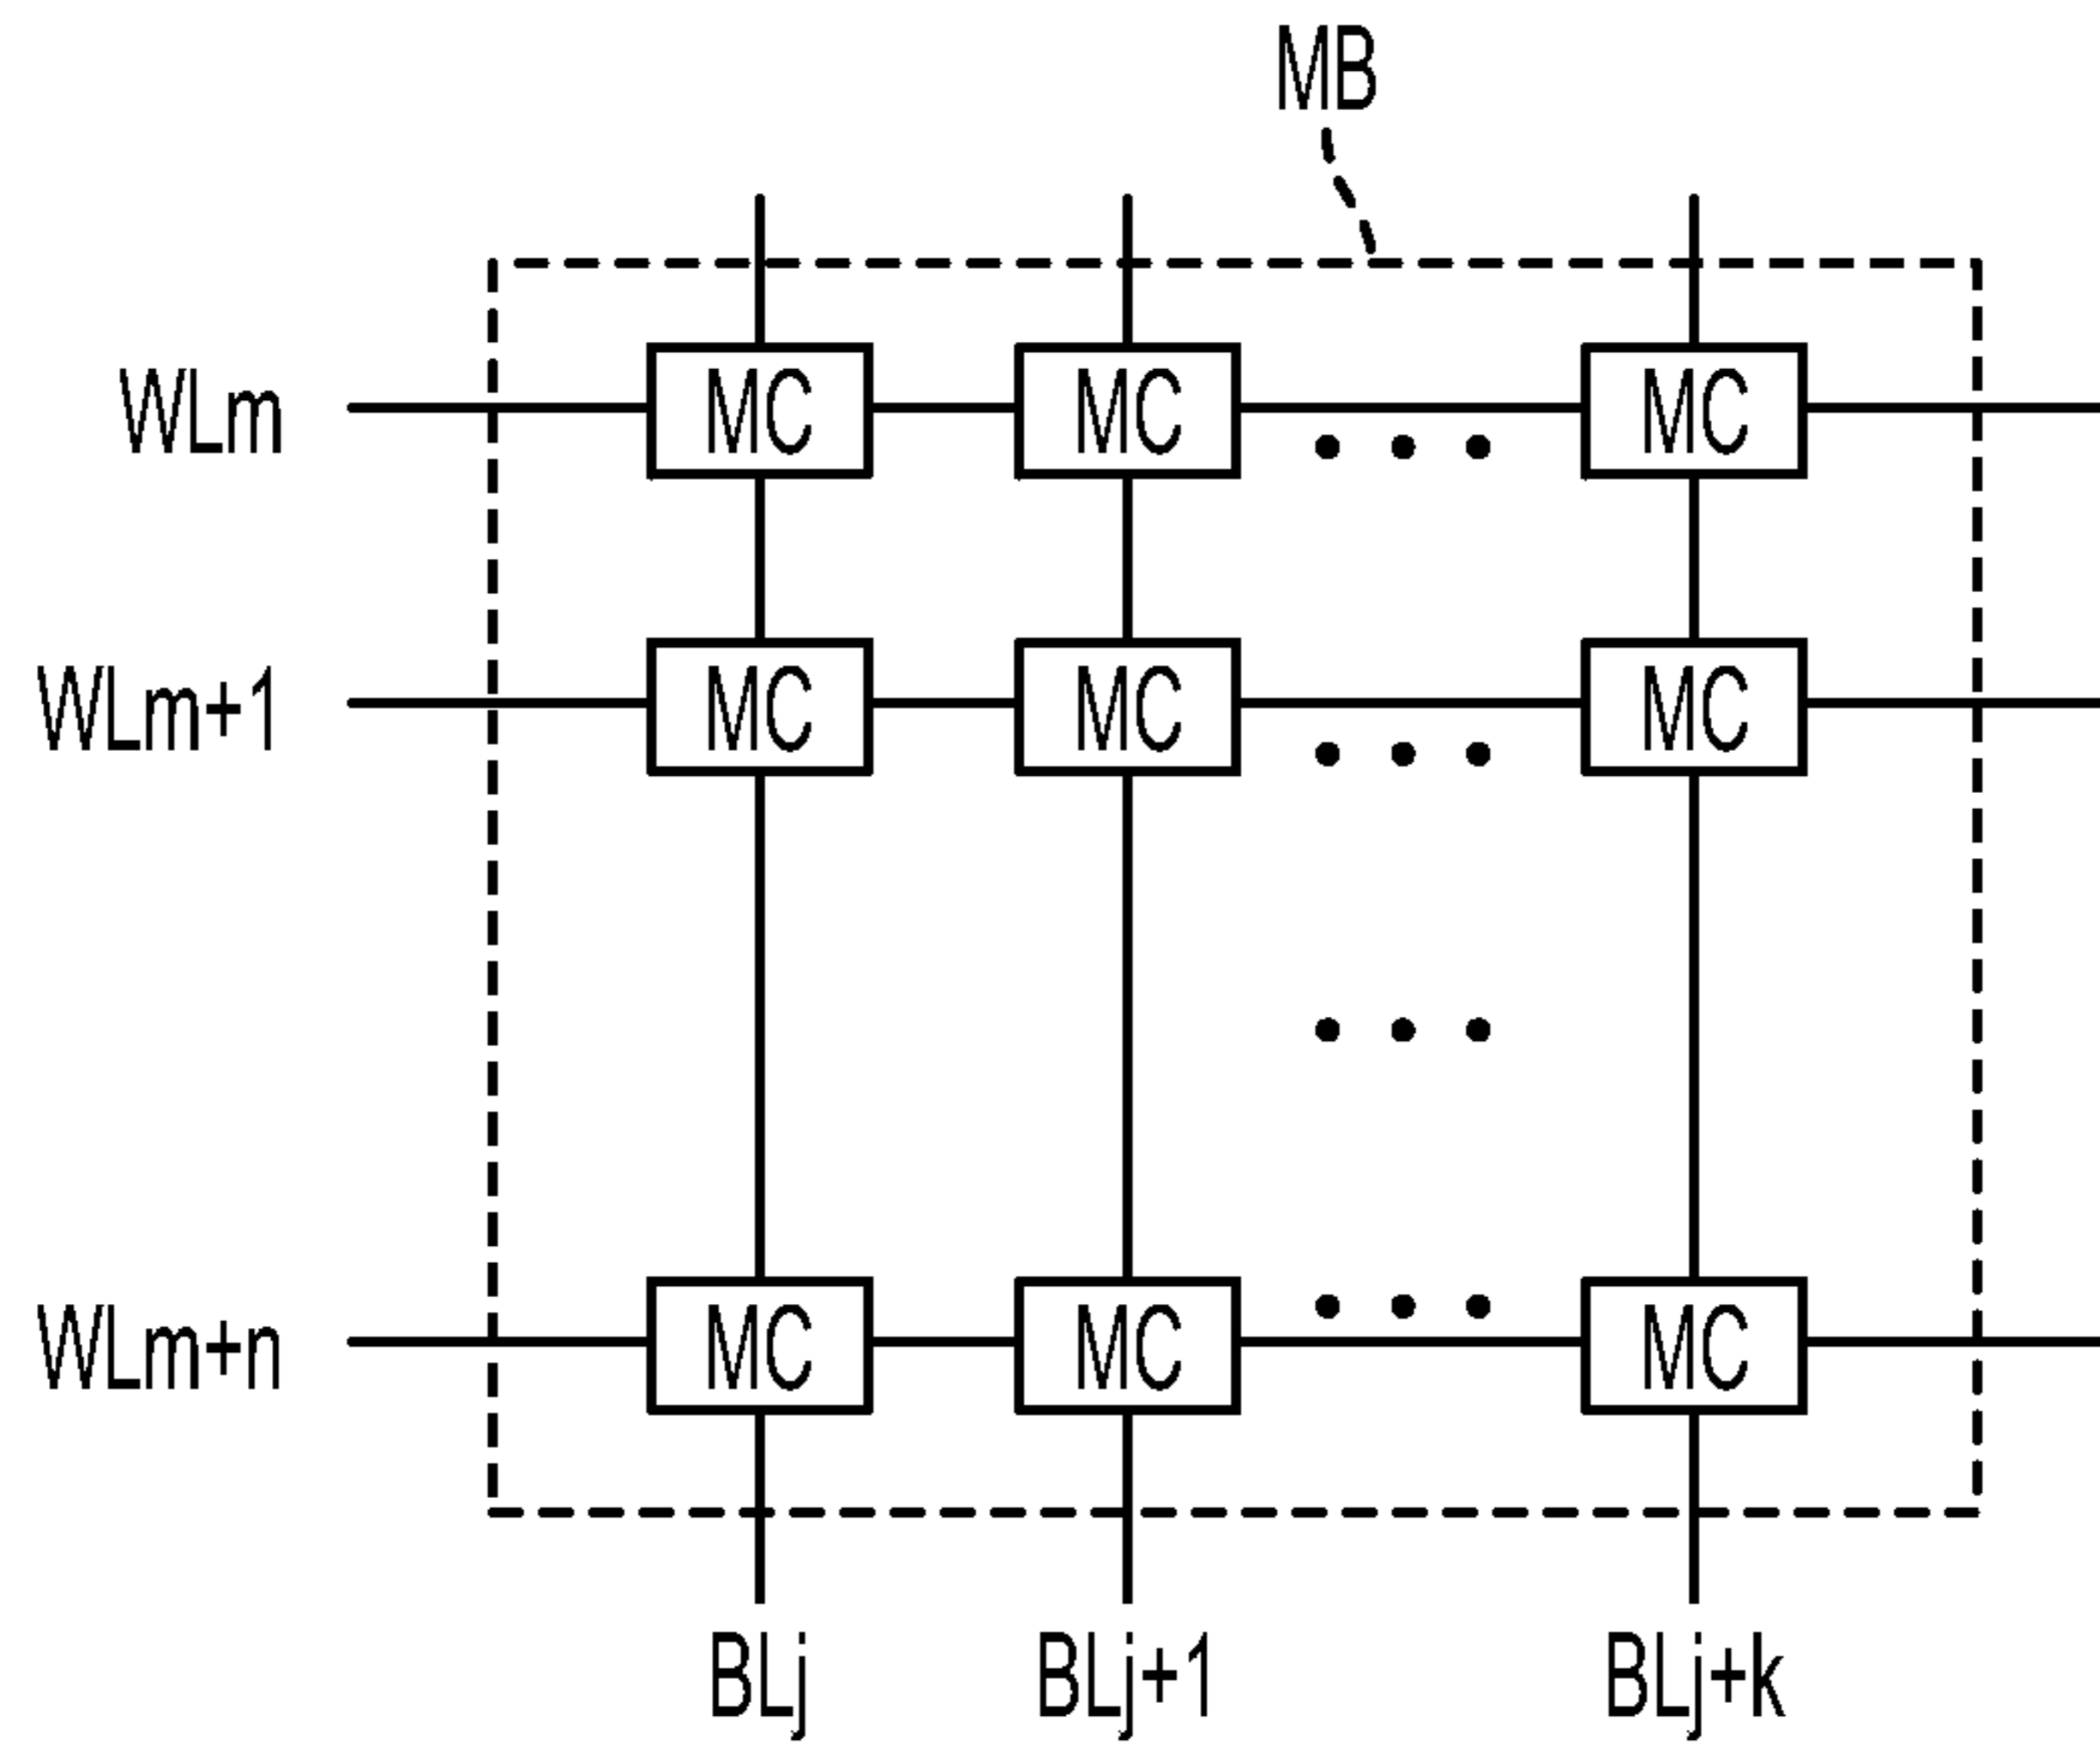 MB
WLm MC MC • • • MC
WLm+1 MC MC • • • MC
• • •
WLm+n MC MC • • • MC
BLj BLj+1 BLj+k